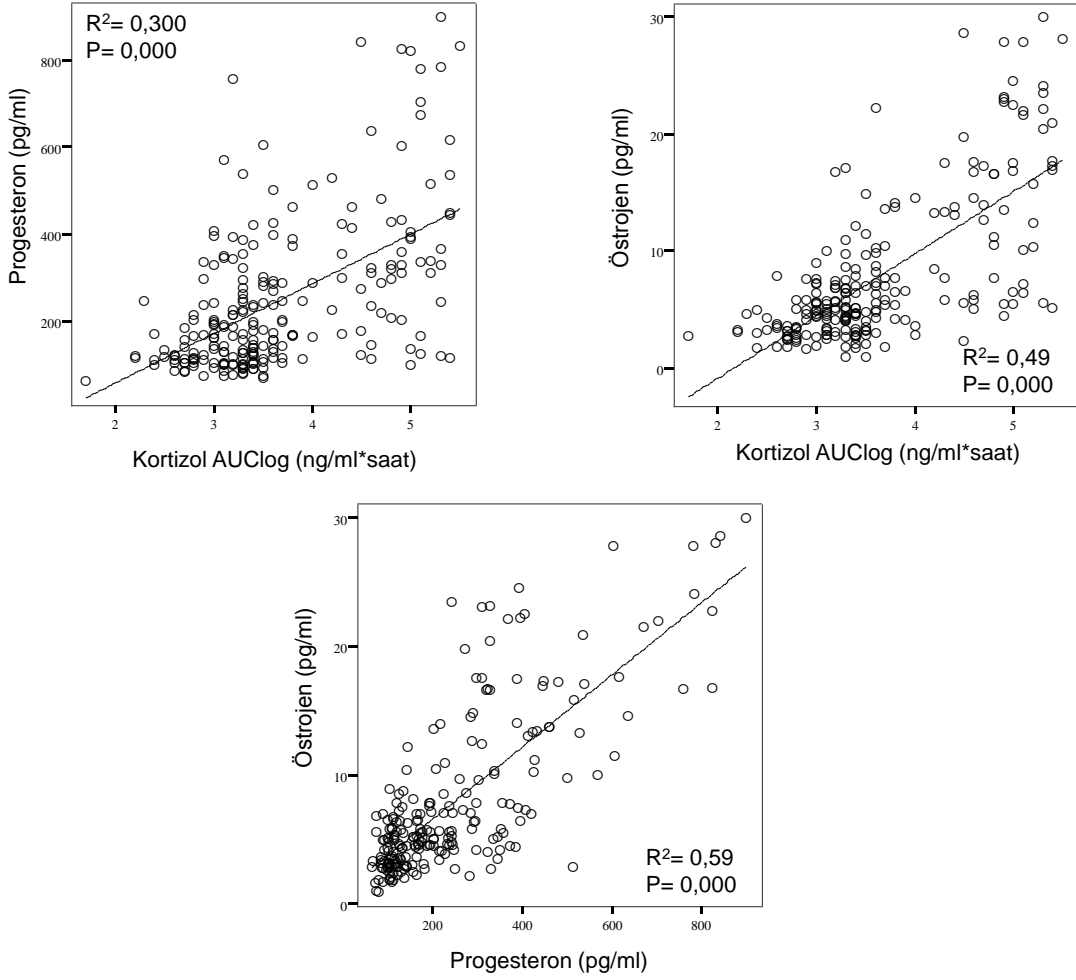 R²= 0,300
P= 0,000
Progesteron (pg/ml)
800
600
400
200
2 3 4 5
Kortizol AUClog (ng/ml*saat)
Östrojen (pg/ml)
30
20
10
0
R²= 0,49
P= 0,000
2 3 4 5
Kortizol AUClog (ng/ml*saat)
Östrojen (pg/ml)
30
20
10
0
R²= 0,59
P= 0,000
200 400 600 800
Progesteron (pg/ml)